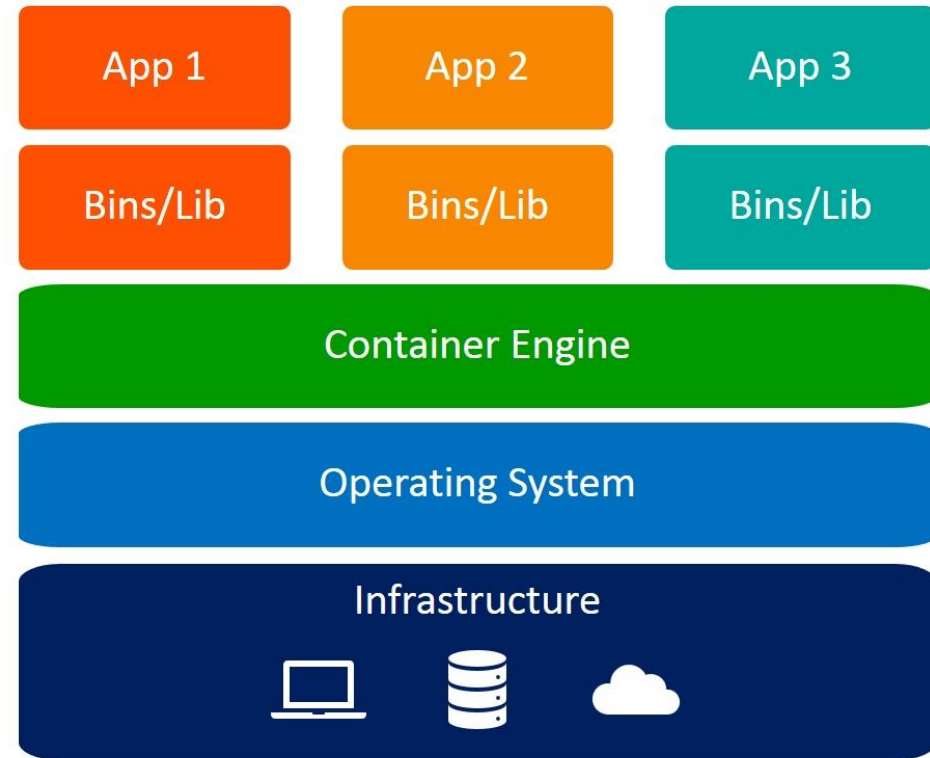 App 1
App 2
App 3
Bins/Lib
Bins/Lib
Bins/Lib
Container Engine
Operating System
Infrastructure